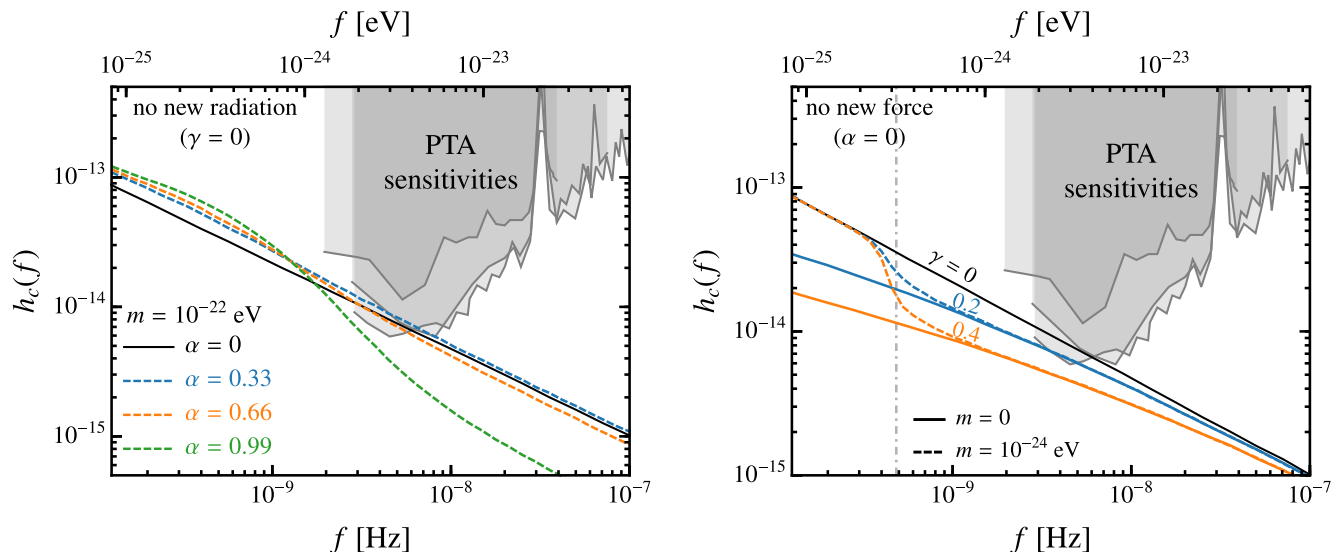 f [eV]
10⁻²⁵ 10⁻²⁴ 10⁻²³
no new radiation
(γ = 0)
PTA
sensitivities
10⁻¹³
10⁻¹⁴
10⁻¹⁵
h_c(f)
m = 10⁻²² eV
α = 0
α = 0.33
α = 0.66
α = 0.99
10⁻⁹ 10⁻⁸ 10⁻⁷
f [Hz]
f [eV]
10⁻²⁵ 10⁻²⁴ 10⁻²³
no new force
(α = 0)
PTA
sensitivities
10⁻¹³
10⁻¹⁴
10⁻¹⁵
h_c(f)
γ = 0
0.2
0.4
m = 0
m = 10⁻²⁴ eV
10⁻⁹ 10⁻⁸ 10⁻⁷
f [Hz]